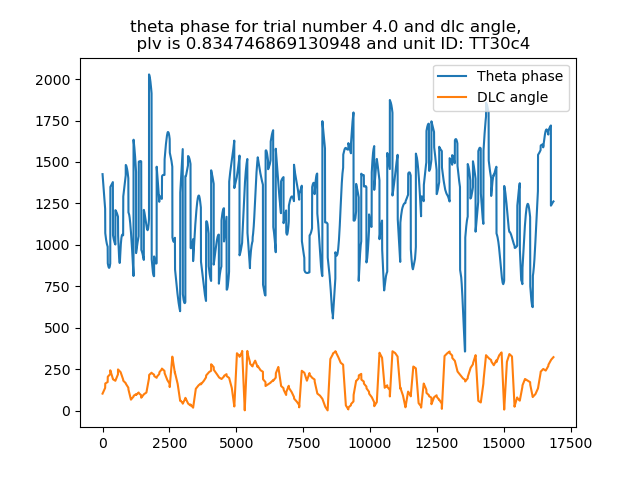 theta phase for trial number 4.0 and dlc angle,
plv is 0.834746869130948 and unit ID: TT30c4
Theta phase
DLC angle
2000
1750
1500
1250
1000
750
500
250
0
0 2500 5000 7500 10000 12500 15000 17500